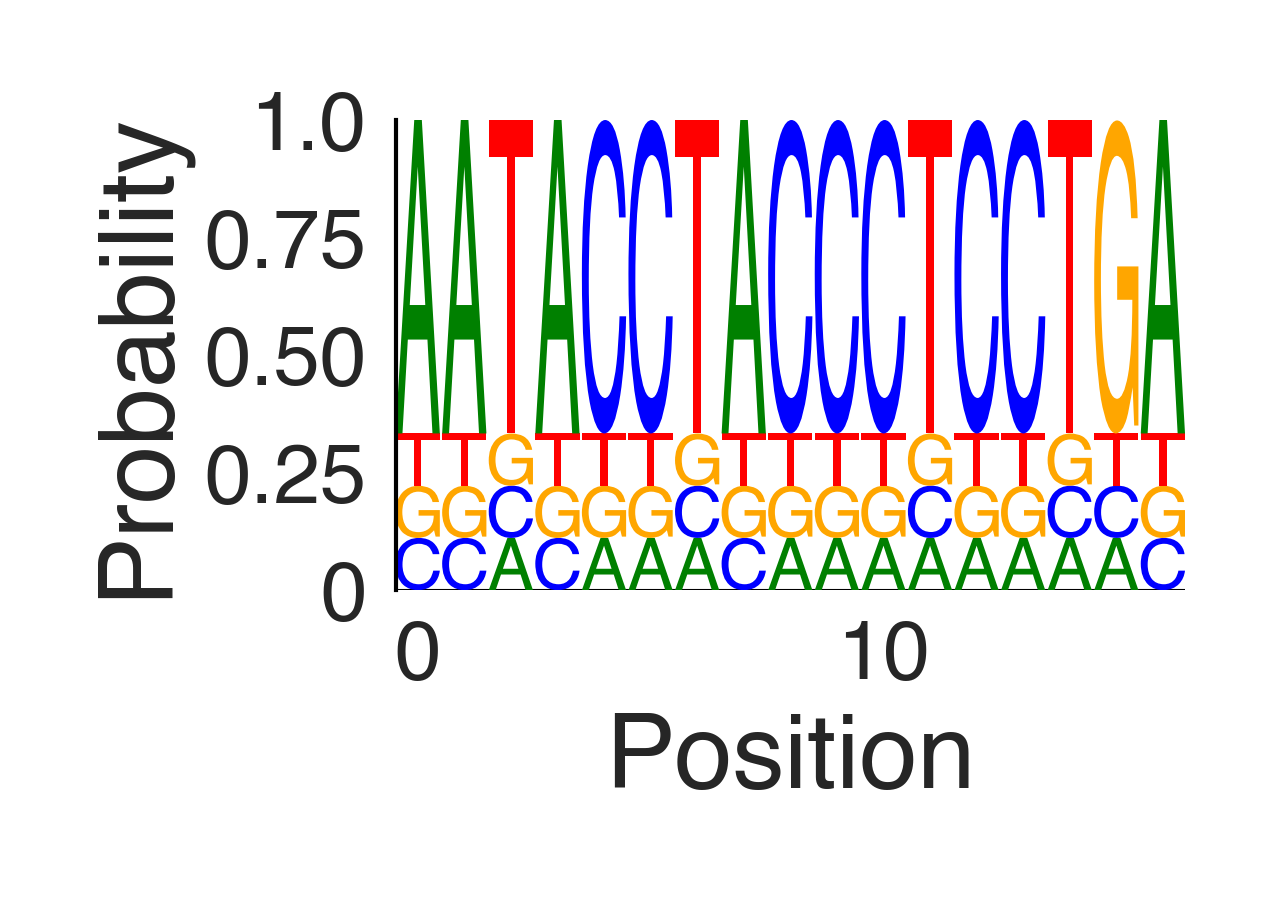 Probability
1.0
0.75
0.50
0.25
0
AATACCTACCCTCCTGA
TTGTTTGTTTTGTTGTT
GGCGGGCGGGGCGGCCG
CCACAAACAAAAAAAAC
0 10
Position